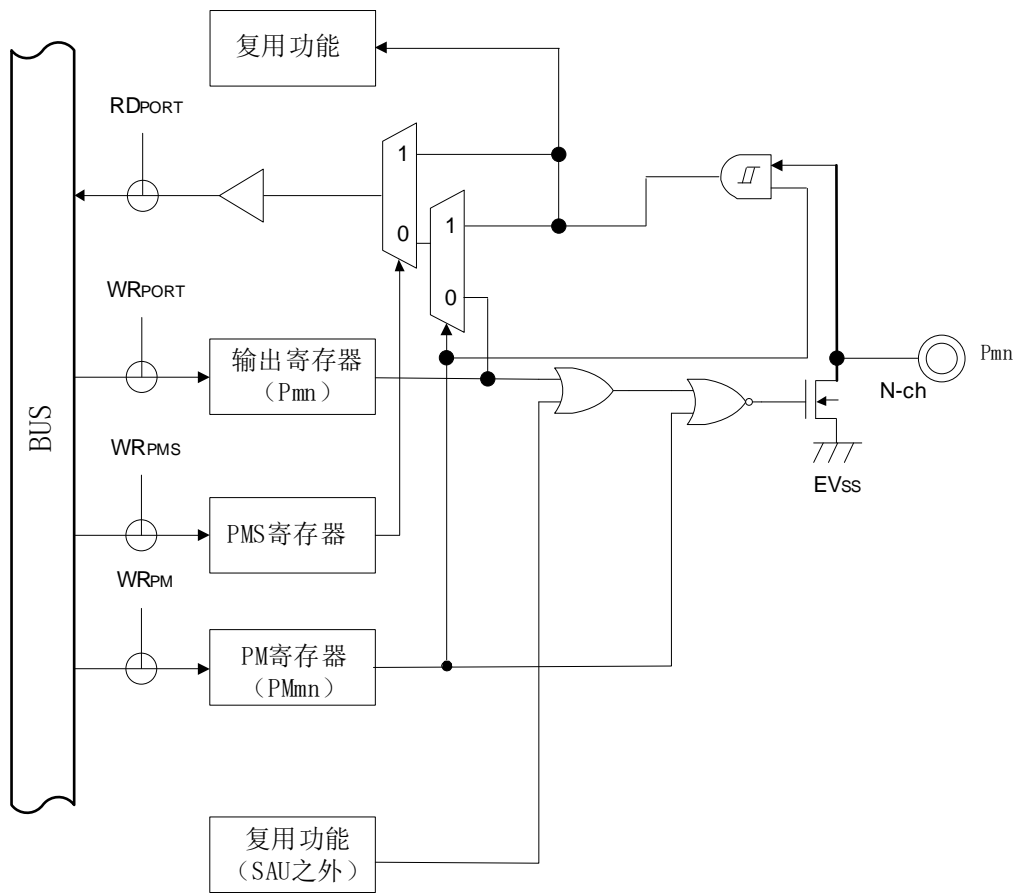 复用功能
RDPORT
1
0
1
0
WRPORT
输出寄存器
（Pmn）
Pmn
N-ch
EVSS
BUS
WRPMS
PMS寄存器
WRPM
PM寄存器
（PMmn）
复用功能
（SAU之外）